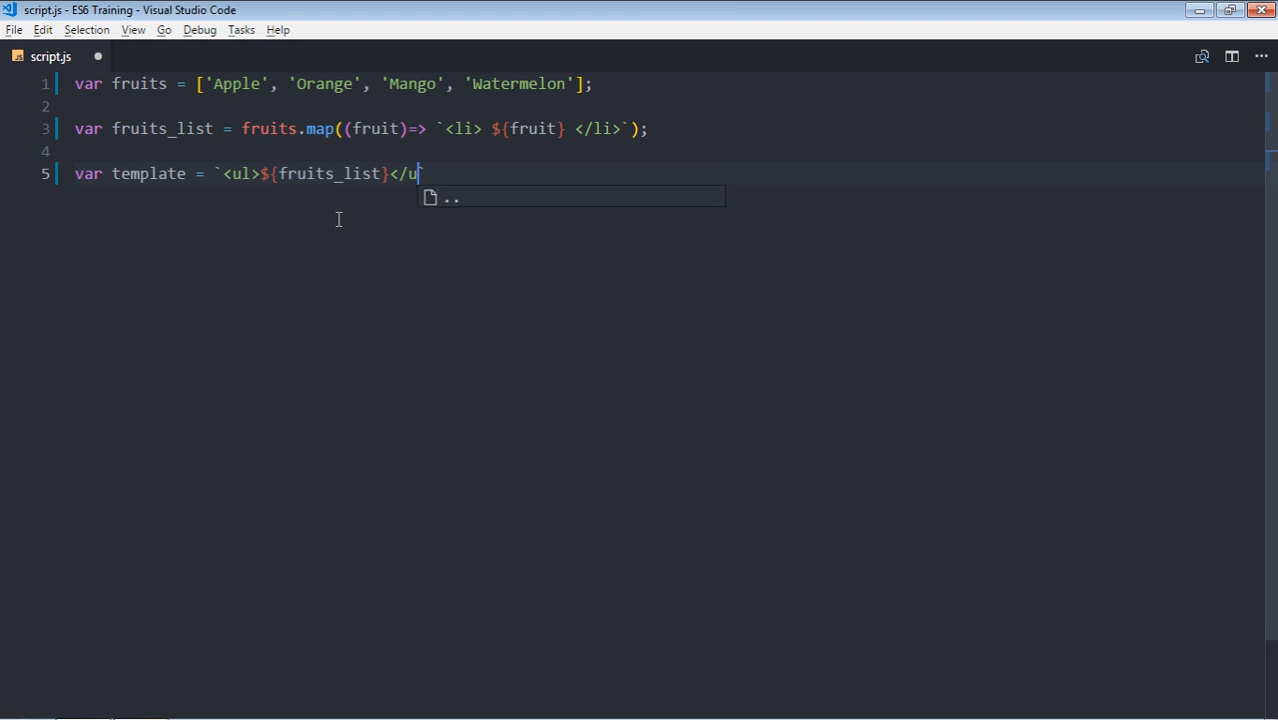 script.js - ES6 Training - Visual Studio Code
File Edit Selection View Go Debug Tasks Help
JS script.js
1 var fruits = ['Apple', 'Orange', 'Mango', 'Watermelon'];
2
3 var fruits_list = fruits.map((fruit)=> `<li> ${fruit} </li>`);
4
5 var template = `<ul>${fruits_list}</u`
..